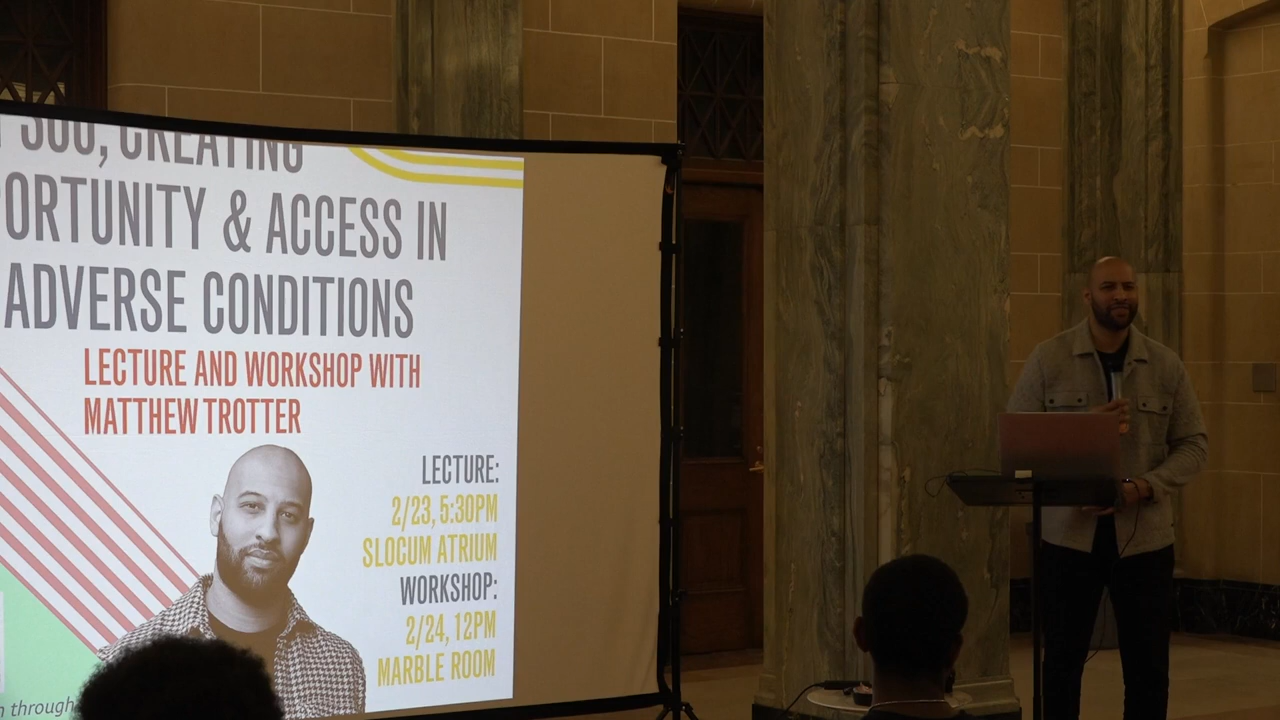 CREATING
ORTUNITY & ACCESS IN
ADVERSE CONDITIONS
LECTURE AND WORKSHOP WITH
MATTHEW TROTTER
LECTURE:
2/23, 5:30PM
SLOCUM ATRIUM
WORKSHOP:
2/24, 12PM
MARBLE ROOM
through